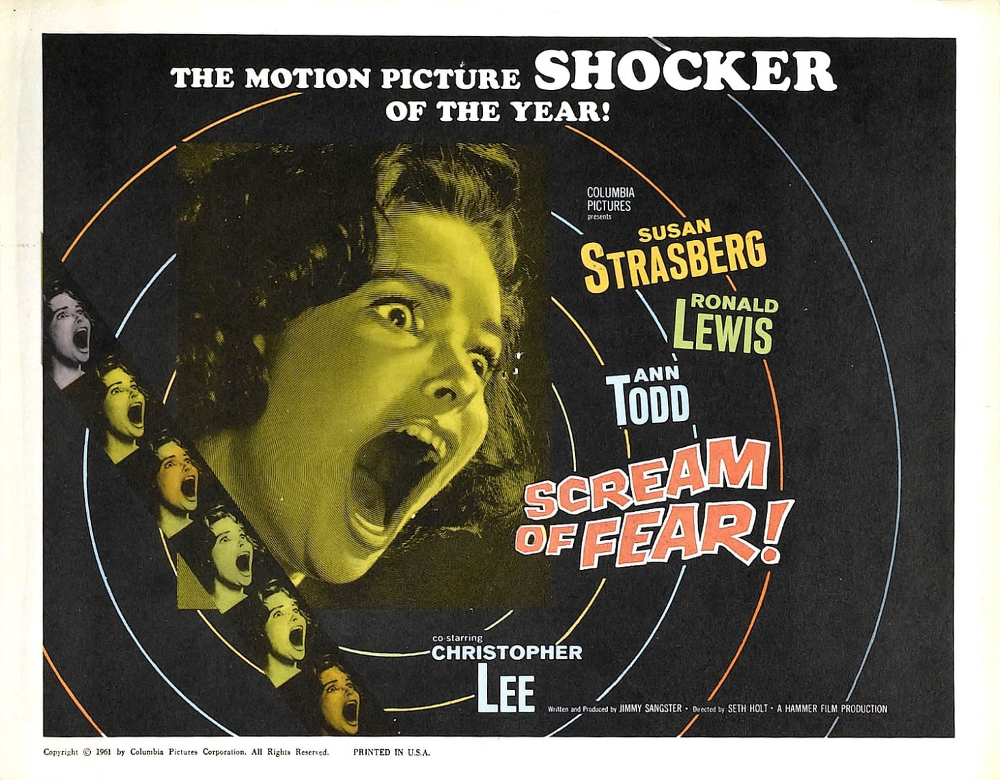 THE MOTION PICTURE SHOCKER
OF THE YEAR!
COLUMBIA
PICTURES
presents
SUSAN
STRASBERG
RONALD
LEWIS
ANN
TODD
SCREAM
OF FEAR!
co-starring
CHRISTOPHER
LEE
Written and Produced by JIMMY SANGSTER · Directed by SETH HOLT · A HAMMER FILM PRODUCTION
Copyright © 1961 by Columbia Pictures Corporation. All Rights Reserved. PRINTED IN U.S.A.